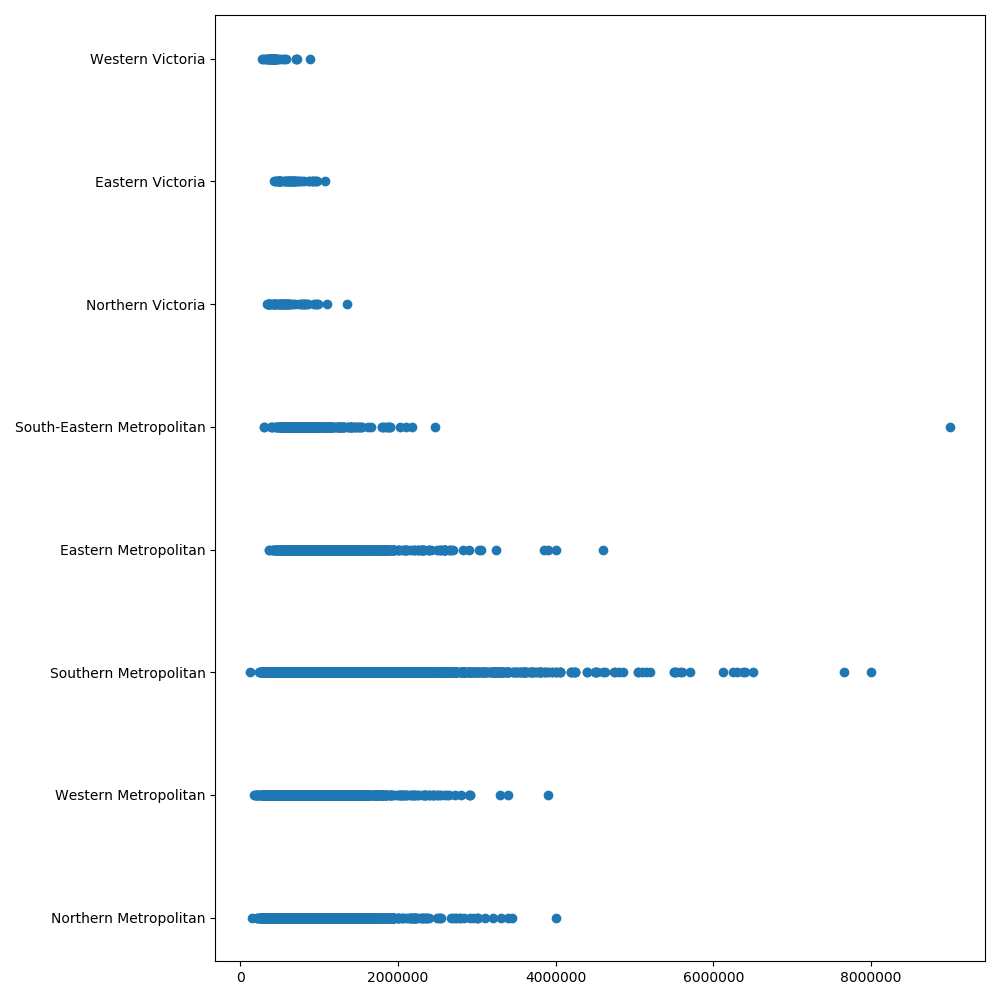 Western Victoria
Eastern Victoria
Northern Victoria
South-Eastern Metropolitan
Eastern Metropolitan
Southern Metropolitan
Western Metropolitan
Northern Metropolitan
0 2000000 4000000 6000000 8000000